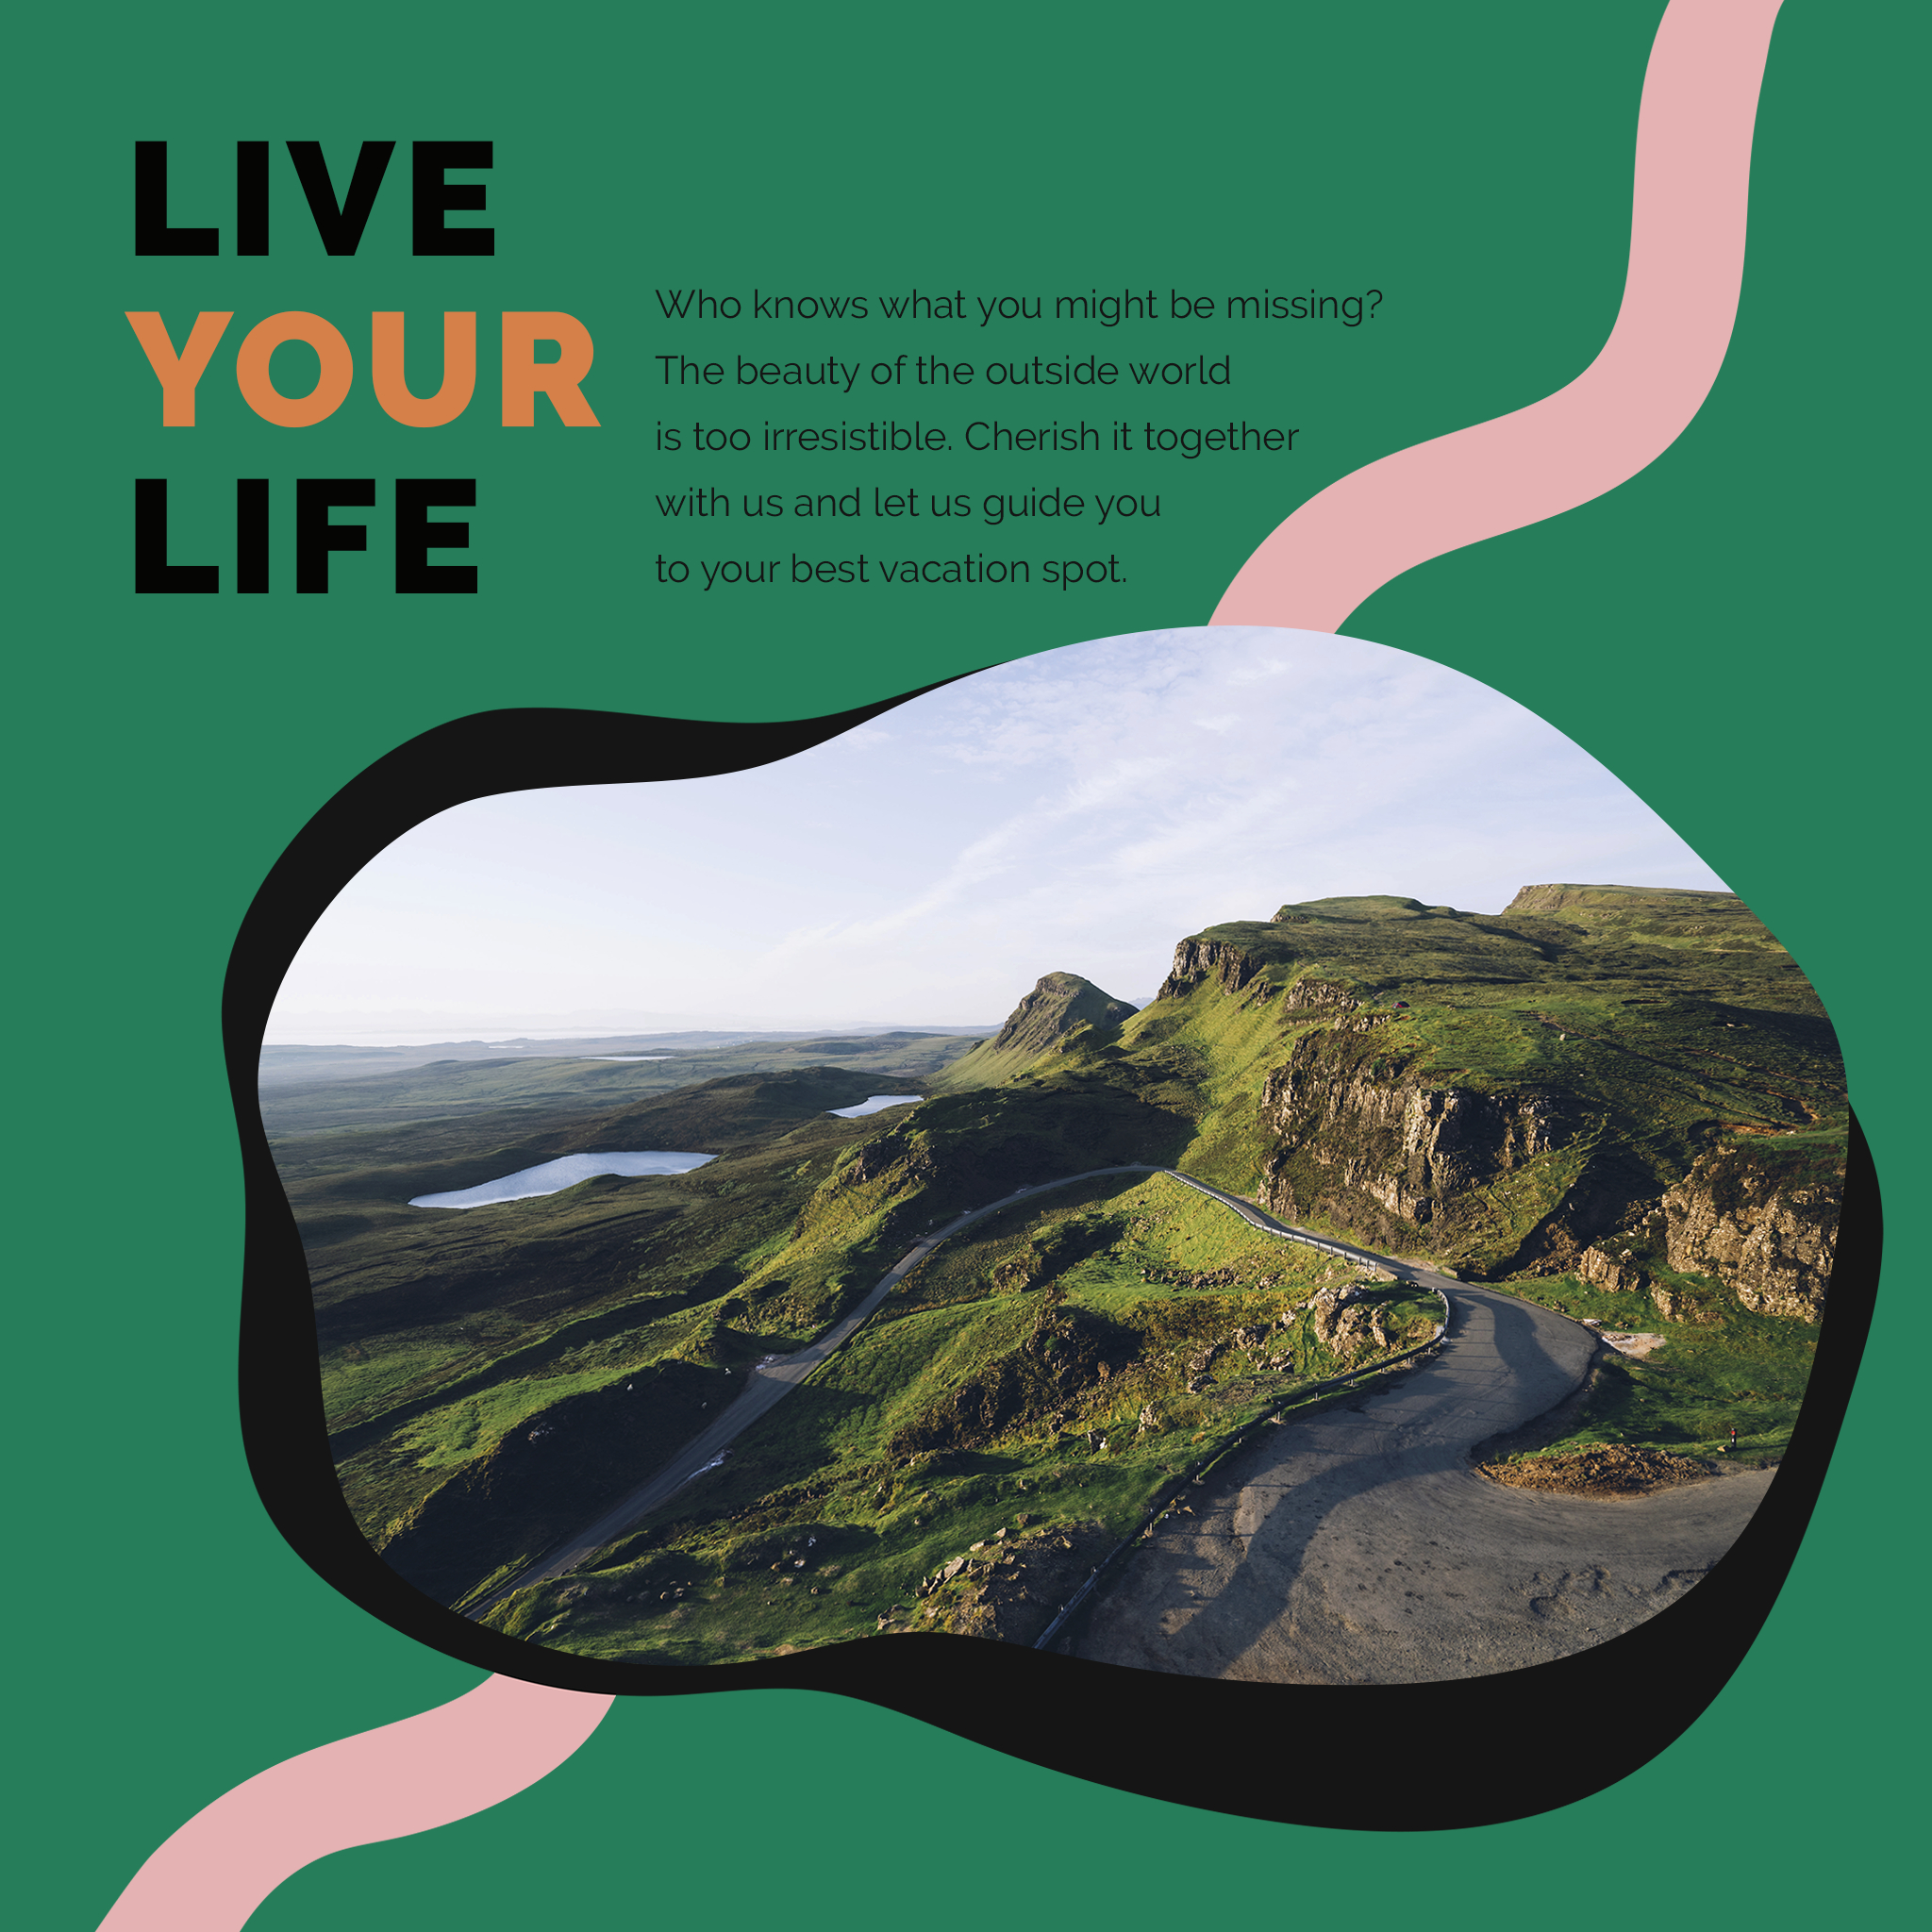 LIVE
YOUR
LIFE
Who knows what you might be missing?
The beauty of the outside world
is too irresistible. Cherish it together
with us and let us guide you
to your best vacation spot.